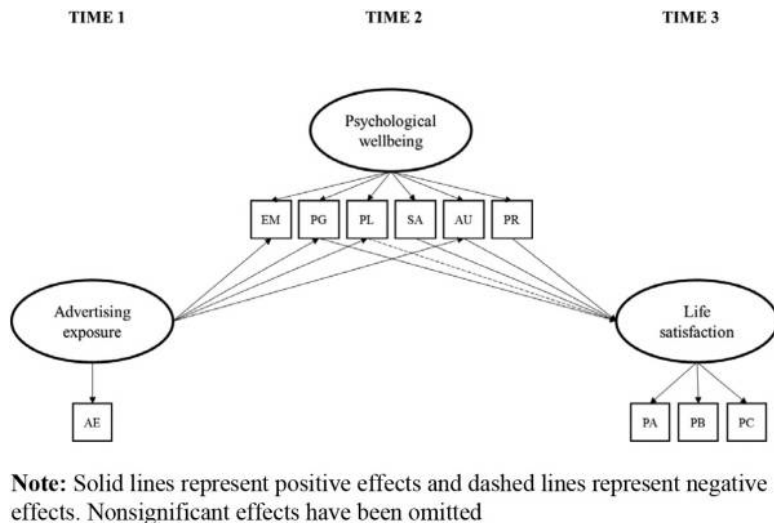 TIME 1 TIME 2 TIME 3
Psychological
wellbeing
EM PG PL SA AU PR
Advertising
exposure
Life
satisfaction
AE
PA PB PC
Note: Solid lines represent positive effects and dashed lines represent negative
effects. Nonsignificant effects have been omitted